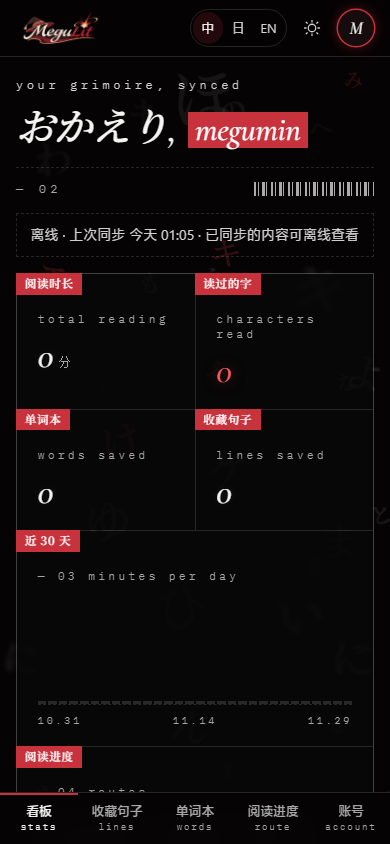 MeguLit
中 日 EN
M
your grimoire, synced
おかえり, megumin
— 02
离线 · 上次同步 今天 01:05 · 已同步的内容可离线查看
阅读时长
total reading
0 分
读过的字
characters
read
0
单词本
words saved
0
收藏句子
lines saved
0
近 30 天
— 03 minutes per day
10.31 11.14 11.29
阅读进度
看板 收藏句子 单词本 阅读进度 账号
stats lines words route account